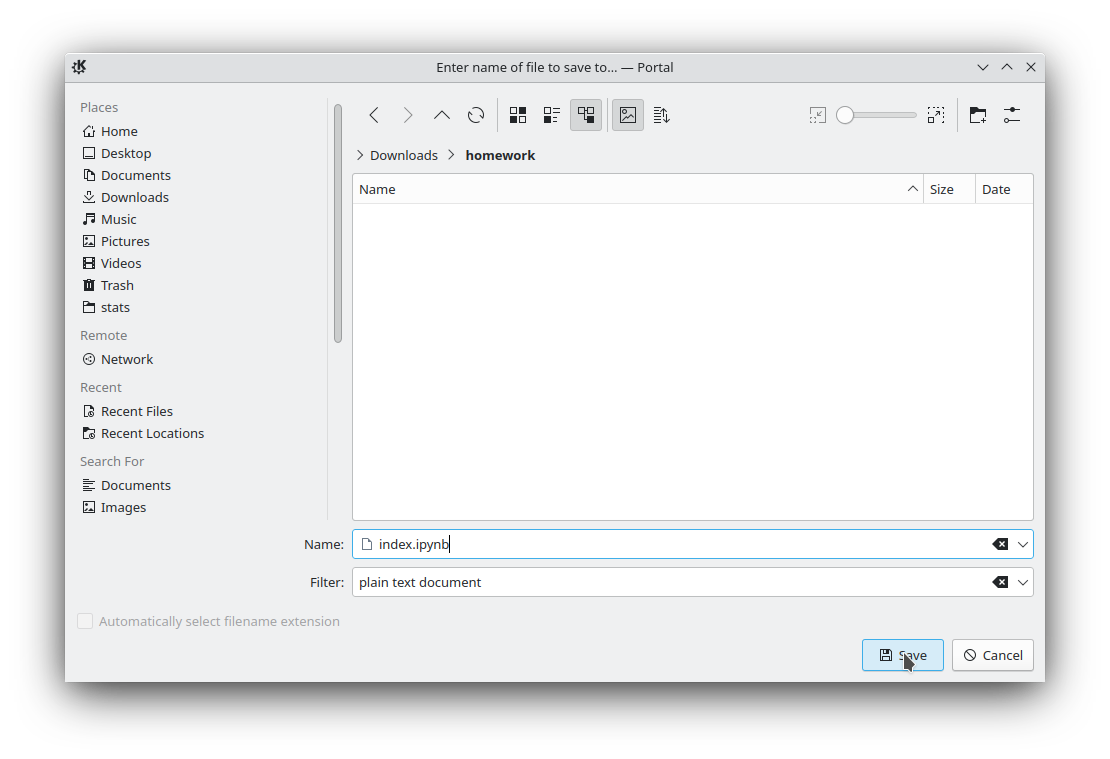 Enter name of file to save to... — Portal
Places
Home
Desktop
Documents
Downloads
Music
Pictures
Videos
Trash
stats
Remote
Network
Recent
Recent Files
Recent Locations
Search For
Documents
Images
Downloads > homework
Name Size Date
Name: index.ipynb
Filter: plain text document
Automatically select filename extension
Save Cancel